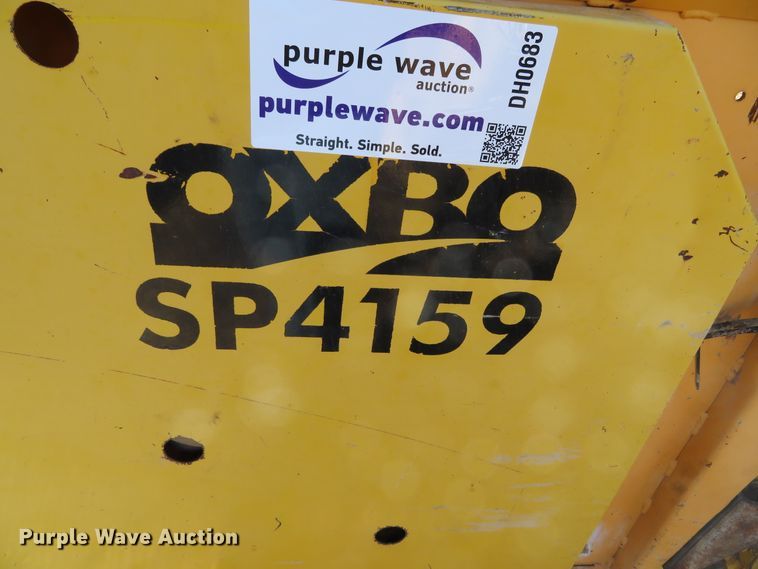 purple wave
auction®
purplewave.com
Straight. Simple. Sold.
DH0683
OXBO
SP4159
Purple Wave Auction